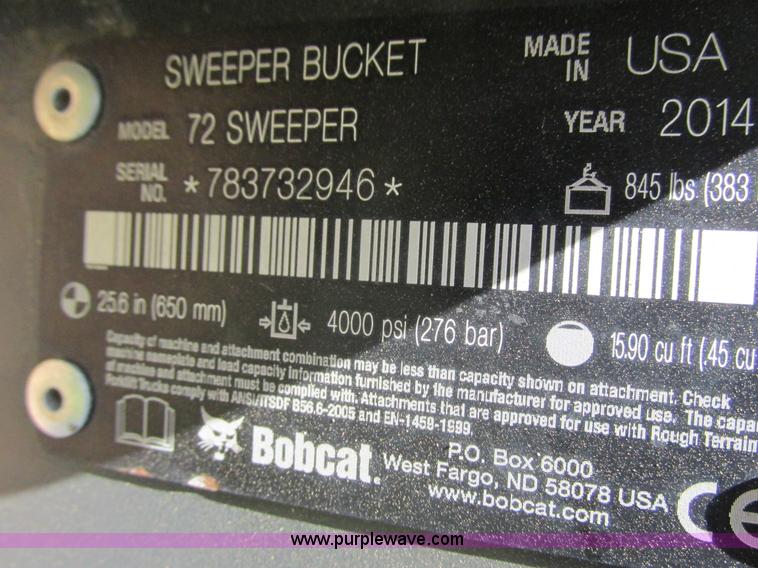 SWEEPER BUCKET MADE IN USA
MODEL 72 SWEEPER YEAR 2014
SERIAL NO. *783732946* 845 lbs (383
25.6 in (650 mm) 4000 psi (276 bar) 15.90 cu ft (.45 cu
Capacity of machine and attachment combination may be less than capacity shown on attachment. Check
machine nameplate and load capacity information furnished by the manufacturer for approved use. The capa
of machine and attachment must be complied with. Attachments that are approved for use with Rough Terrain
Forklift Trucks comply with ANSI/ITSDF B56.6-2005 and EN-1459-1999.
Bobcat.
P.O. Box 6000
West Fargo, ND 58078 USA
www.bobcat.com
CE
www.purplewave.com